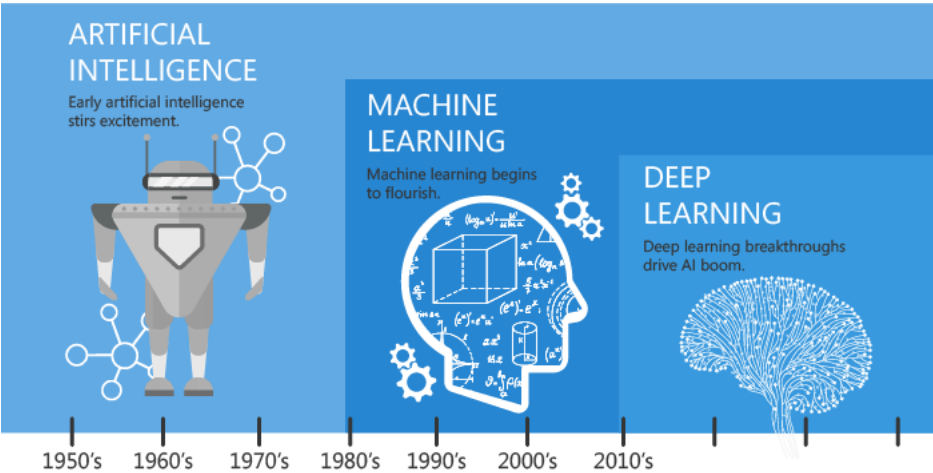 ARTIFICIAL
INTELLIGENCE
Early artificial intelligence
stirs excitement.
MACHINE
LEARNING
Machine learning begins
to flourish.
DEEP
LEARNING
Deep learning breakthroughs
drive AI boom.
1950's 1960's 1970's 1980's 1990's 2000's 2010's